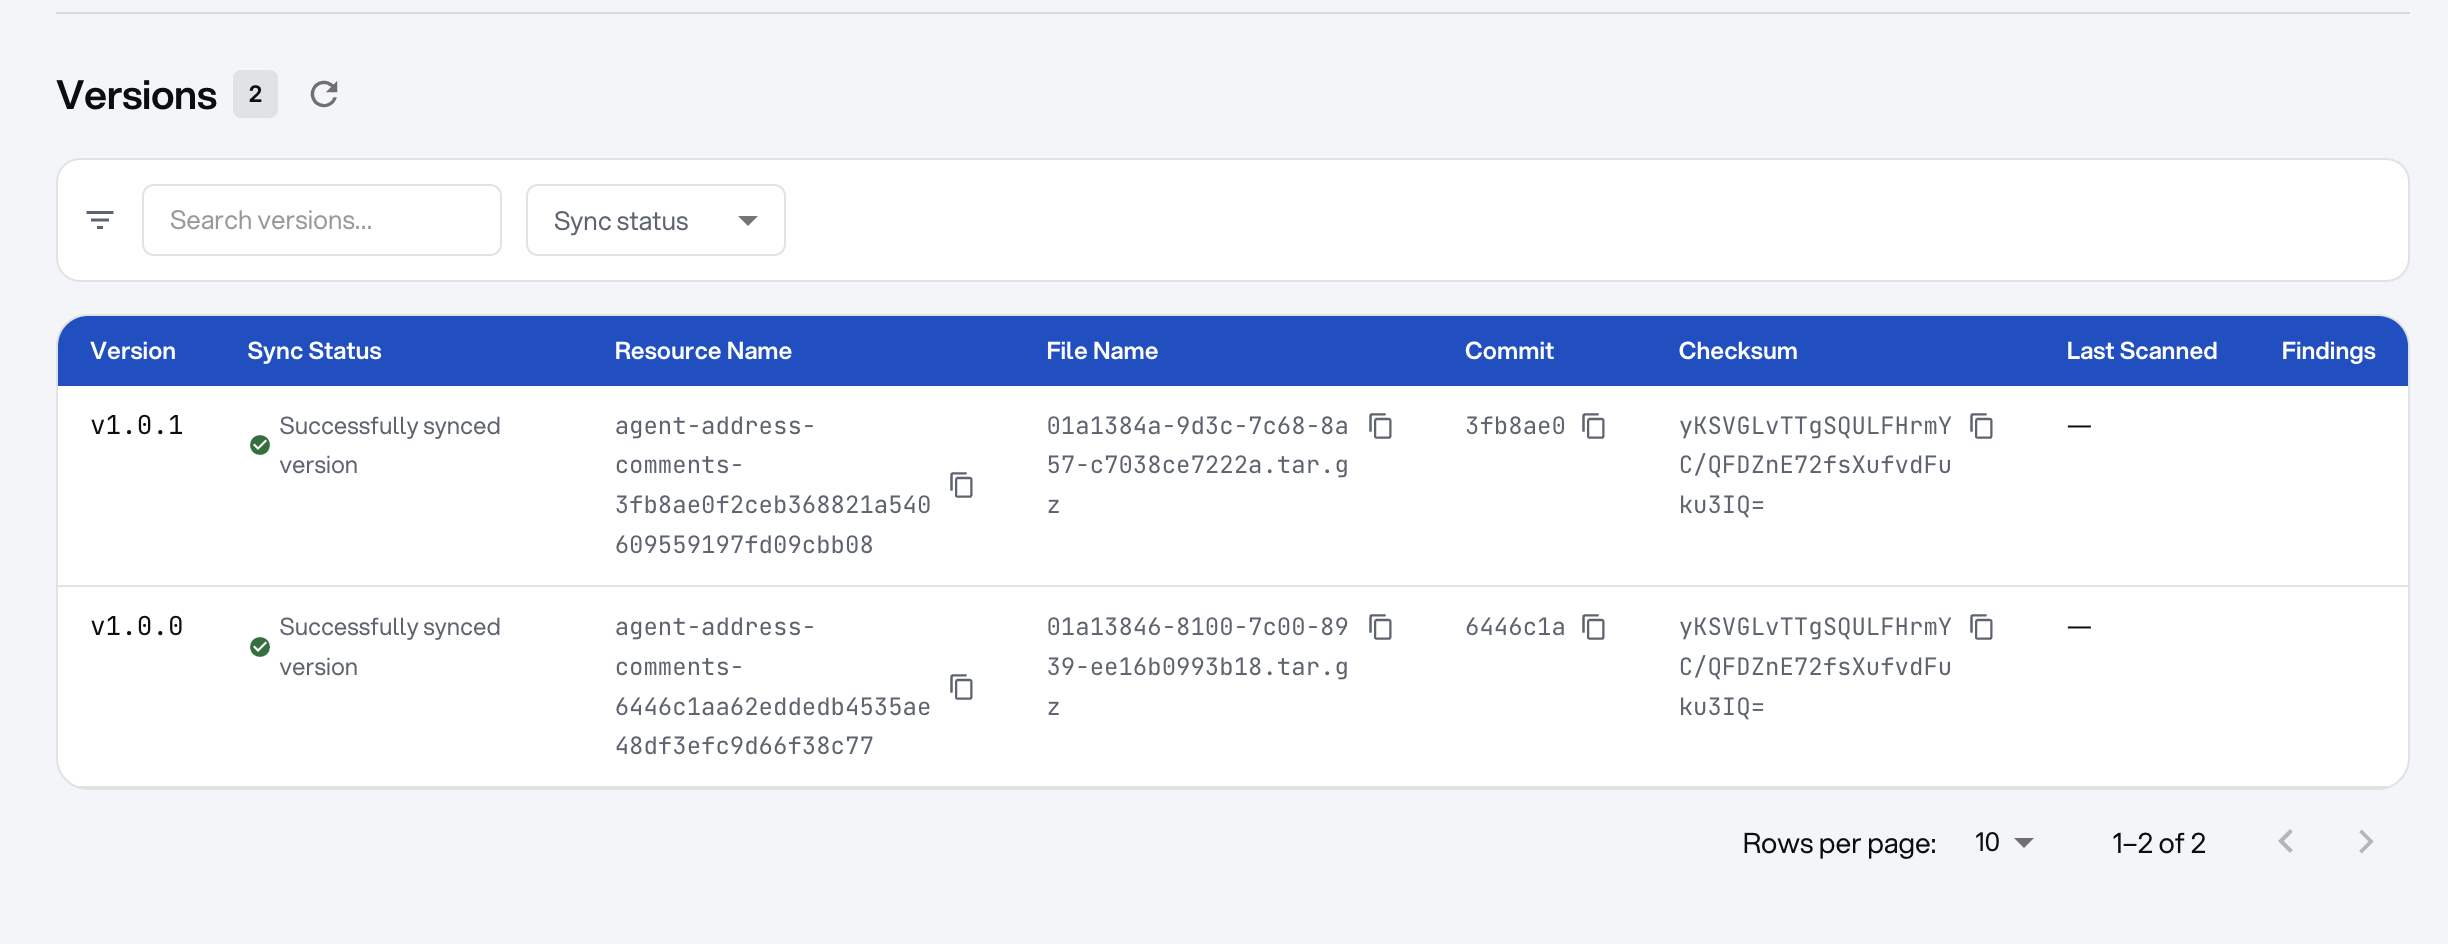 Versions 2
Search versions...
Sync status
Version Sync Status Resource Name File Name Commit Checksum Last Scanned Findings
v1.0.1
Successfully synced
version
agent-address-
comments-
3fb8ae0f2ceb368821a540
609559197fd09cbb08
01a1384a-9d3c-7c68-8a
57-c7038ce7222a.tar.g
z
3fb8ae0
yKSVGLvTTgSQULFHrmY
C/QFDZnE72fsXufvdFu
ku3IQ=
—
v1.0.0
Successfully synced
version
agent-address-
comments-
6446c1aa62eddedb4535ae
48df3efc9d66f38c77
01a13846-8100-7c00-89
39-ee16b0993b18.tar.g
z
6446c1a
yKSVGLvTTgSQULFHrmY
C/QFDZnE72fsXufvdFu
ku3IQ=
—
Rows per page: 10 1–2 of 2